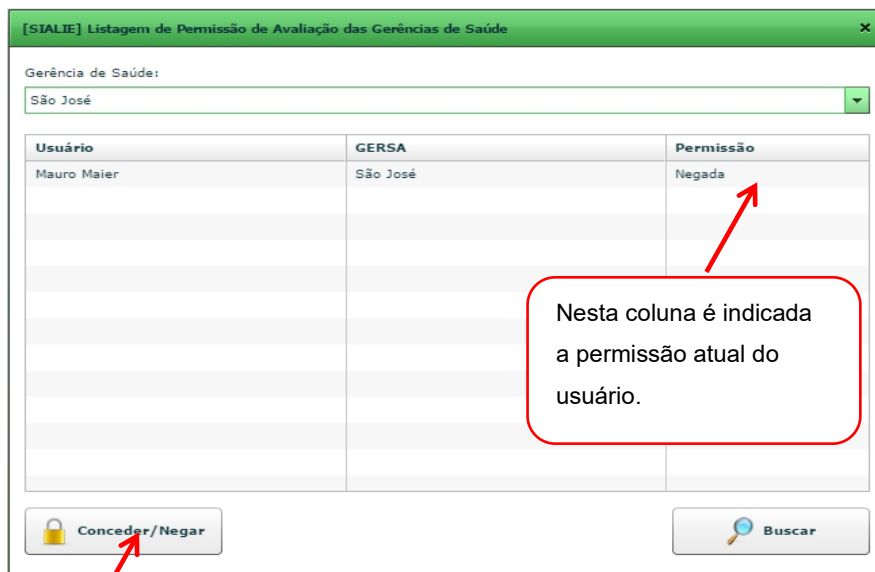 [SIALIE] Listagem de Permissão de Avaliação das Gerências de Saúde
Gerência de Saúde:
São José
Usuário GERSA Permissão
Mauro Maier São José Negada
Nesta coluna é indicada
a permissão atual do
usuário.
Conceder/Negar Buscar